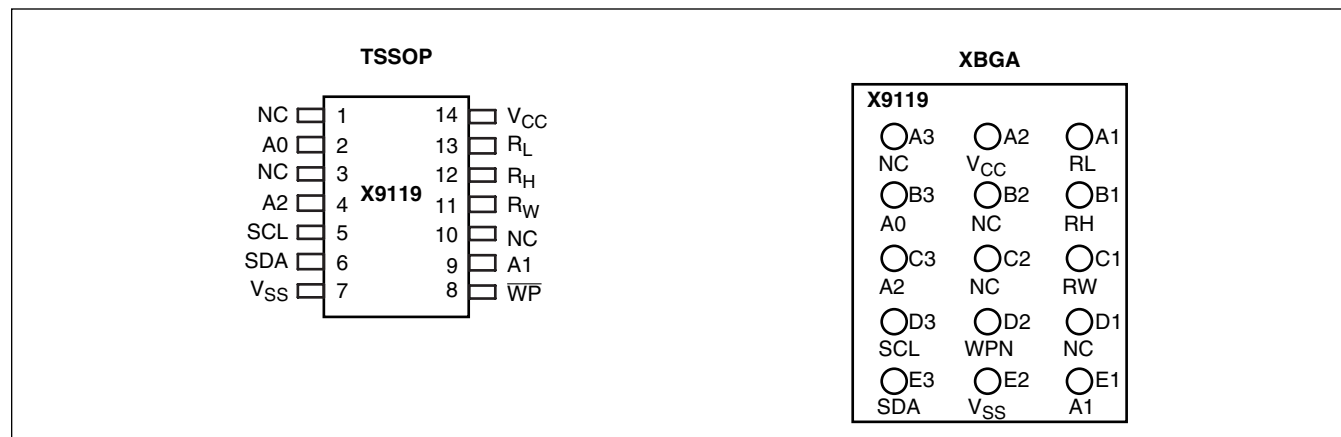 TSSOP
NC 1 14 VCC
A0 2 13 RL
NC 3 12 RH
A2 4 X9119 11 RW
SCL 5 10 NC
SDA 6 9 A1
VSS 7 8 W̅P̅
XBGA
X9119
A3 A2 A1
NC VCC RL
B3 B2 B1
A0 NC RH
C3 C2 C1
A2 NC RW
D3 D2 D1
SCL WPN NC
E3 E2 E1
SDA VSS A1